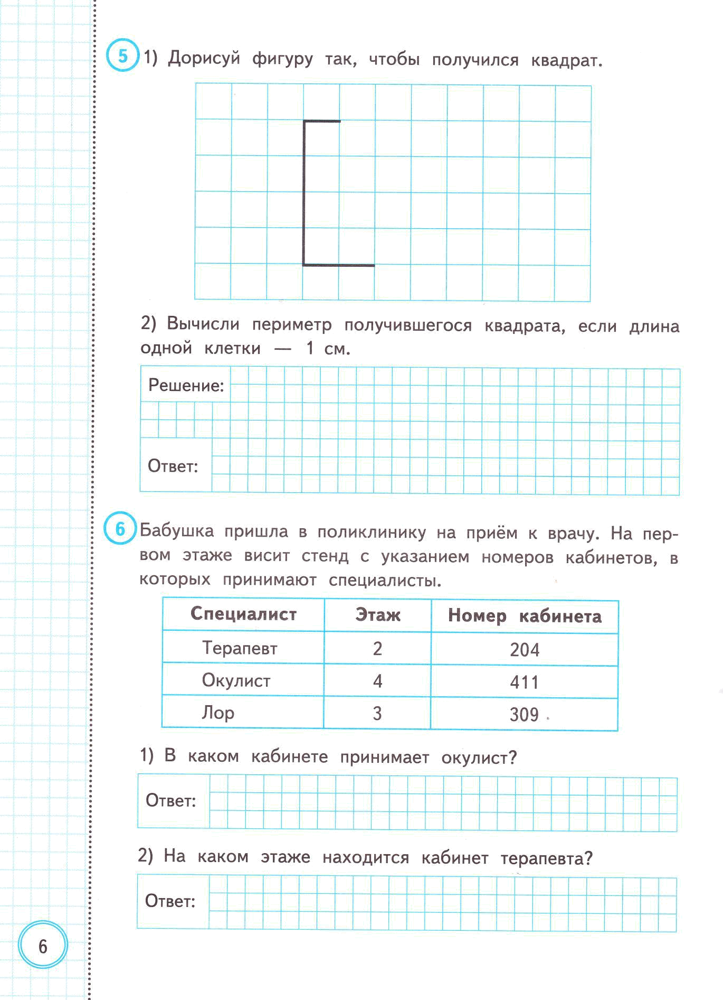 5 1) Дорисуй фигуру так, чтобы получился квадрат.
2) Вычисли периметр получившегося квадрата, если длина
одной клетки — 1 см.
Решение:
Ответ:
6 Бабушка пришла в поликлинику на приём к врачу. На пер-
вом этаже висит стенд с указанием номеров кабинетов, в
которых принимают специалисты.
Специалист Этаж Номер кабинета
Терапевт 2 204
Окулист 4 411
Лор 3 309
1) В каком кабинете принимает окулист?
Ответ:
2) На каком этаже находится кабинет терапевта?
Ответ:
6